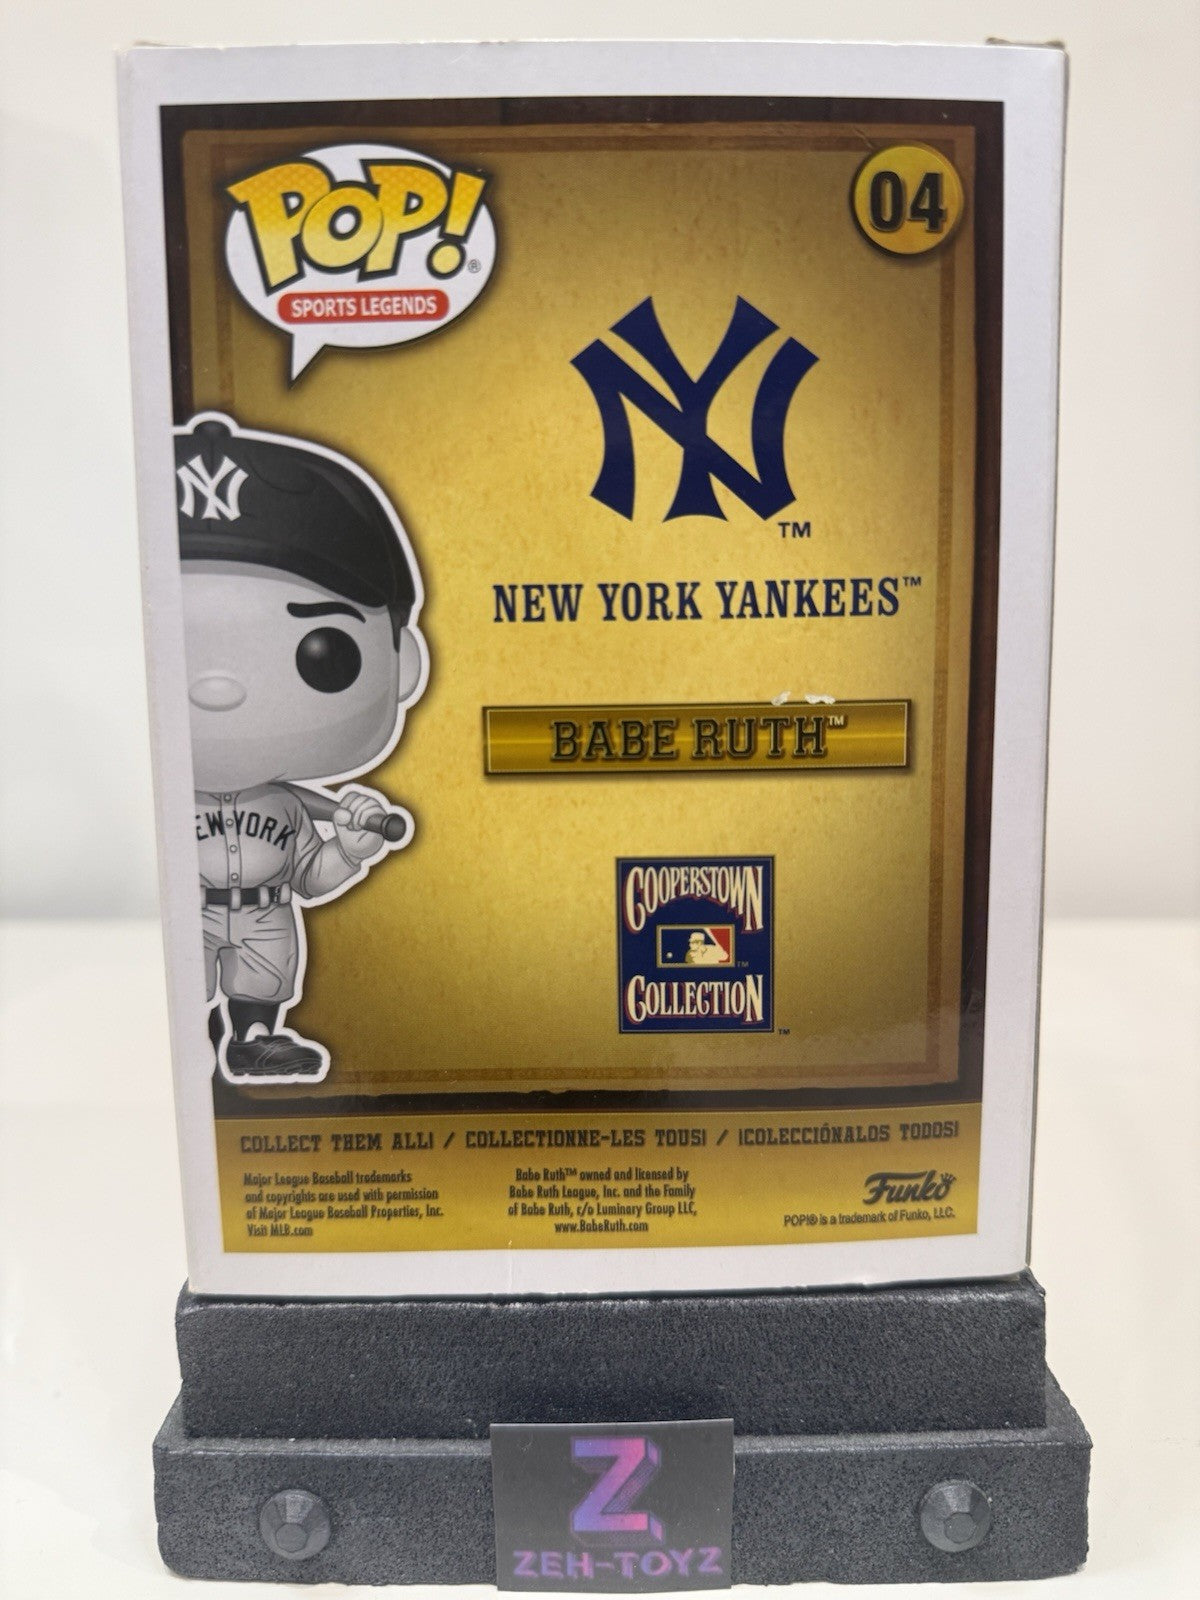 POP!®
SPORTS LEGENDS
04
NY
TM
NEW YORK YANKEES™
NY
BABE RUTH™
EW YORK
COOPERSTOWN
TM
COLLECTION
TM
COLLECT THEM ALL! / COLLECTIONNE-LES TOUS! / ¡COLECCIÓNALOS TODOS!
Major League Baseball trademarks
and copyrights are used with permission
of Major League Baseball Properties, Inc.
Visit MLB.com
Babe Ruth™ owned and licensed by
Babe Ruth League, Inc. and the Family
of Babe Ruth, c/o Luminary Group LLC,
www.BabeRuth.com
Funko
POP!® is a trademark of Funko, LLC.
Z
ZEH-TOYZ